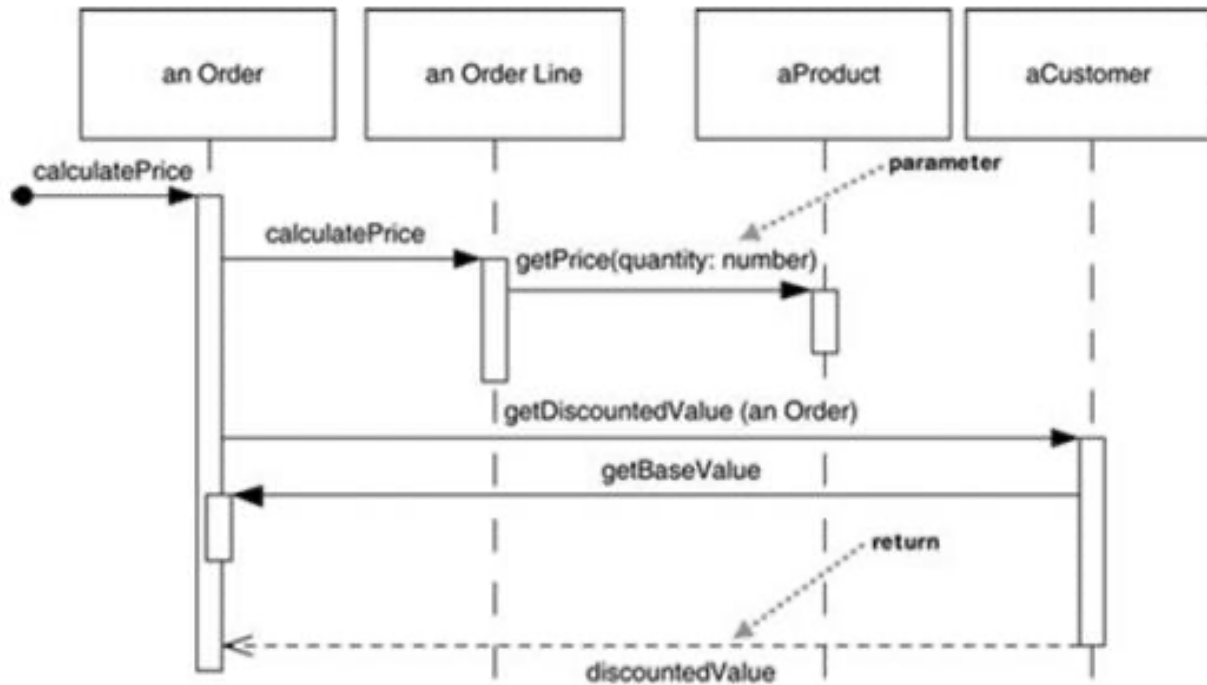 an Order
an Order Line
aProduct
aCustomer
parameter
calculatePrice
calculatePrice
getPrice(quantity: number)
getDiscountedValue (an Order)
getBaseValue
return
discountedValue